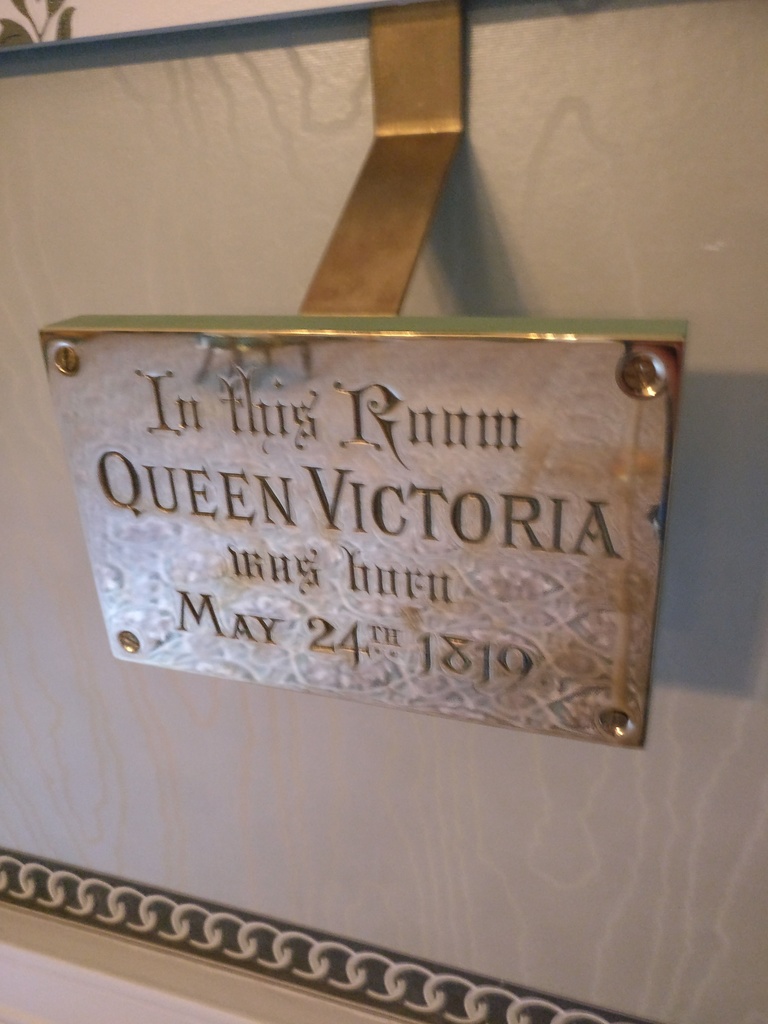 In this Room
QUEEN VICTORIA
was born
MAY 24TH 1819